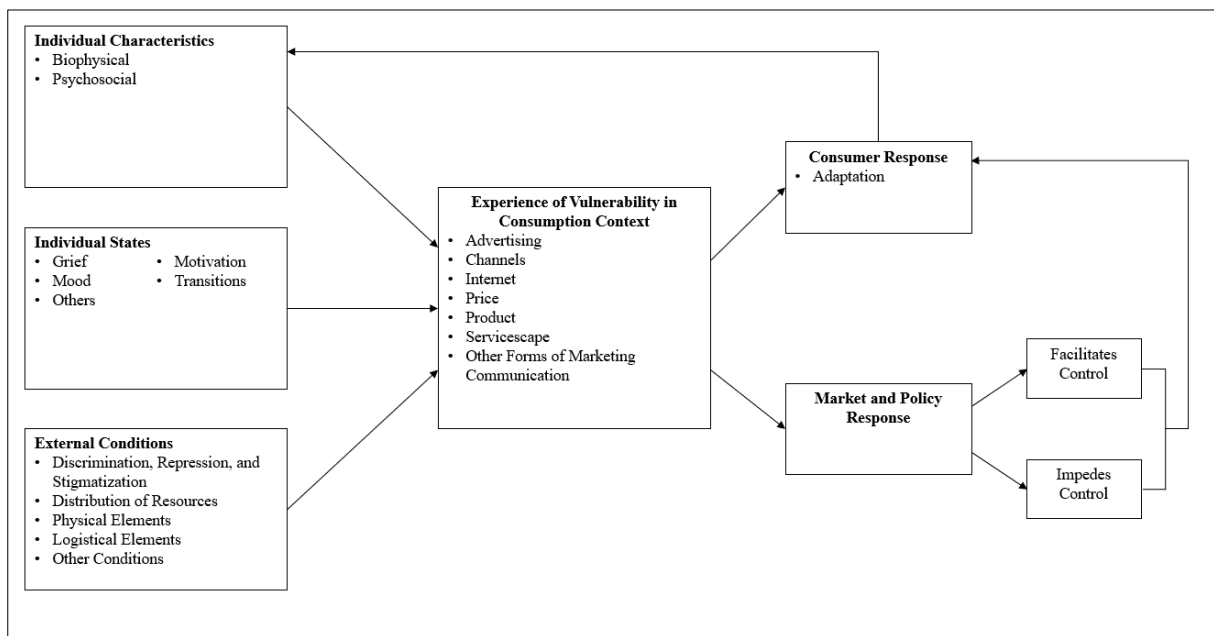 Individual Characteristics
• Biophysical
• Psychosocial
Individual States
• Grief
• Mood
• Others
• Motivation
• Transitions
External Conditions
• Discrimination, Repression, and
Stigmatization
• Distribution of Resources
• Physical Elements
• Logistical Elements
• Other Conditions
Experience of Vulnerability in
Consumption Context
• Advertising
• Channels
• Internet
• Price
• Product
• Servicescape
• Other Forms of Marketing
Communication
Consumer Response
• Adaptation
Market and Policy
Response
Facilitates
Control
Impedes
Control